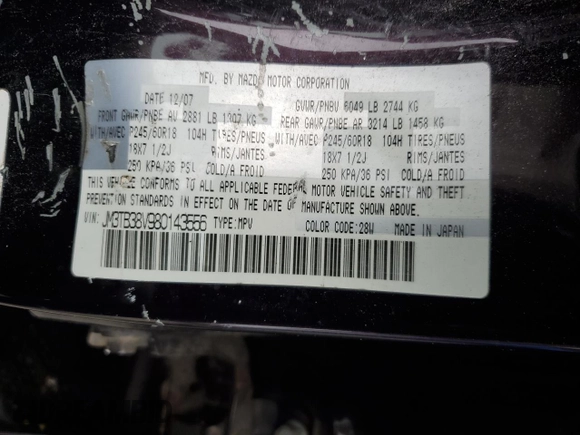 MFD. BY MAZDA MOTOR CORPORATION
DATE 12/07 GVWR/PNBV 6049 LB 2744 KG
FRONT GAWR/PNBE AV 2881 LB 1307 KG REAR GAWR/PNBE AR 3214 LB 1458 KG
WITH/AVEC P245/60R18 104H TIRES/PNEUS WITH/AVEC P245/60R18 104H TIRES/PNEUS
18X7 1/2J RIMS/JANTES 18X7 1/2J RIMS/JANTES
250 KPA/36 PSI COLD/A FROID 250 KPA/36 PSI COLD/A FROID
THIS VEHICLE CONFORMS TO ALL APPLICABLE FEDERAL MOTOR VEHICLE SAFETY AND THEFT
PREVENTION STANDARDS IN EFFECT ON THE DATE OF MANUFACTURE SHOWN ABOVE.
VIN: JM3TB38V980143656 TYPE: MPV COLOR CODE: 28W MADE IN JAPAN